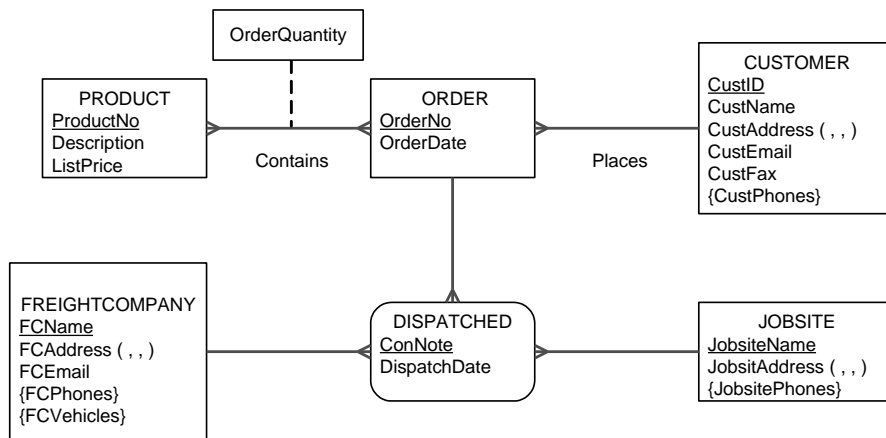 OrderQuantity
PRODUCT
ProductNo
Description
ListPrice
Contains
ORDER
OrderNo
OrderDate
Places
CUSTOMER
CustID
CustName
CustAddress ( , , )
CustEmail
CustFax
{CustPhones}
FREIGHTCOMPANY
FCName
FCAddress ( , , )
FCEmail
{FCPhones}
{FCVehicles}
DISPATCHED
ConNote
DispatchDate
JOBSITE
JobsiteName
JobsitAddress ( , , )
{JobsitePhones}